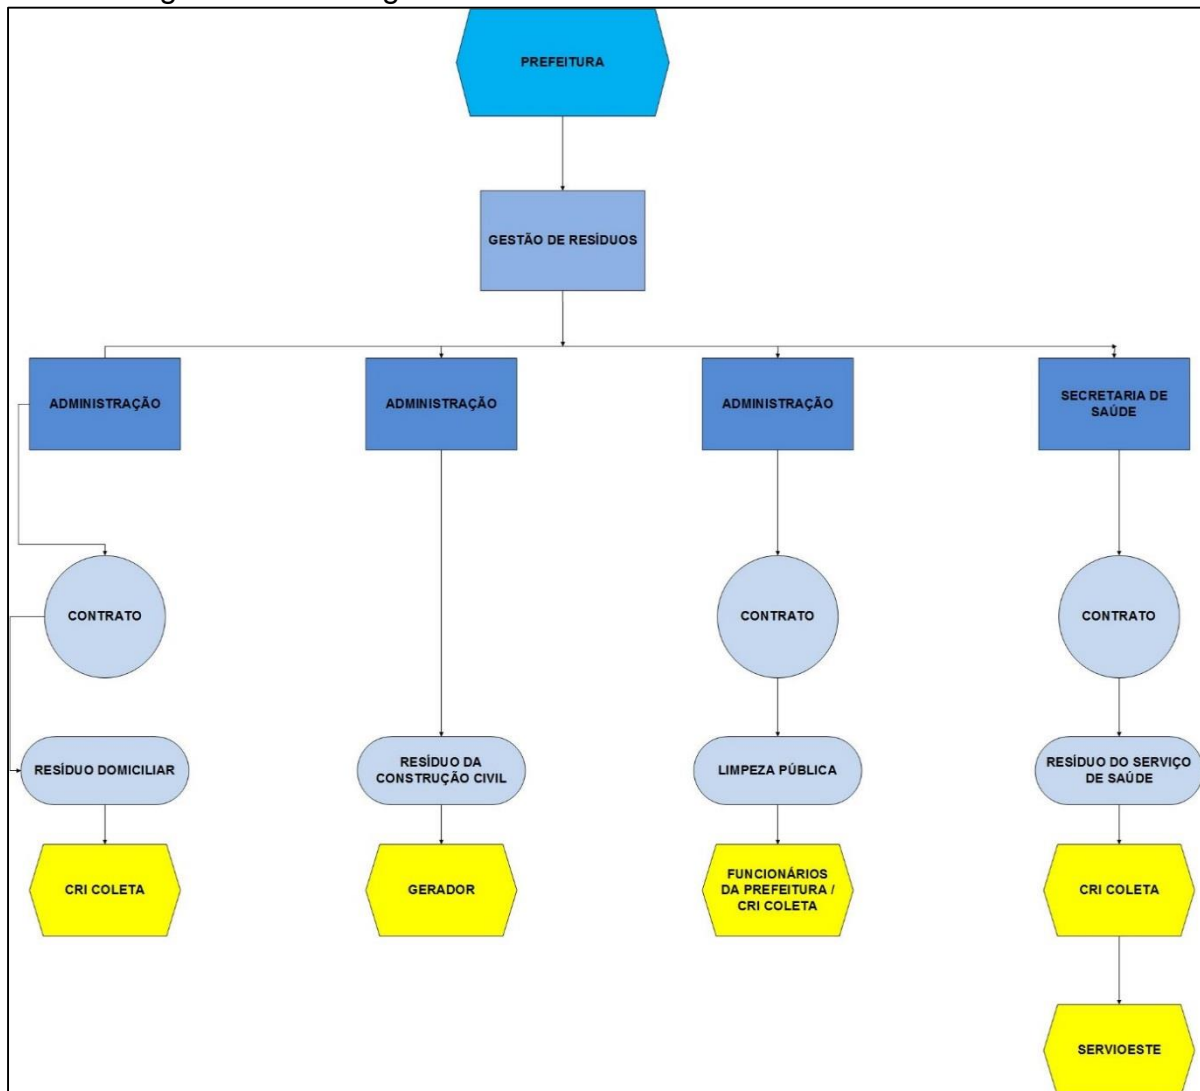 PREFEITURA
GESTÃO DE RESÍDUOS
ADMINISTRAÇÃO
ADMINISTRAÇÃO
ADMINISTRAÇÃO
SECRETARIA DE
SAÚDE
CONTRATO
CONTRATO
CONTRATO
RESÍDUO DOMICILIAR
RESÍDUO DA
CONSTRUÇÃO CIVIL
LIMPEZA PÚBLICA
RESÍDUO DO SERVIÇO
DE SAÚDE
CRI COLETA
GERADOR
FUNCIONÁRIOS
DA PREFEITURA /
CRI COLETA
CRI COLETA
SERVIOESTE